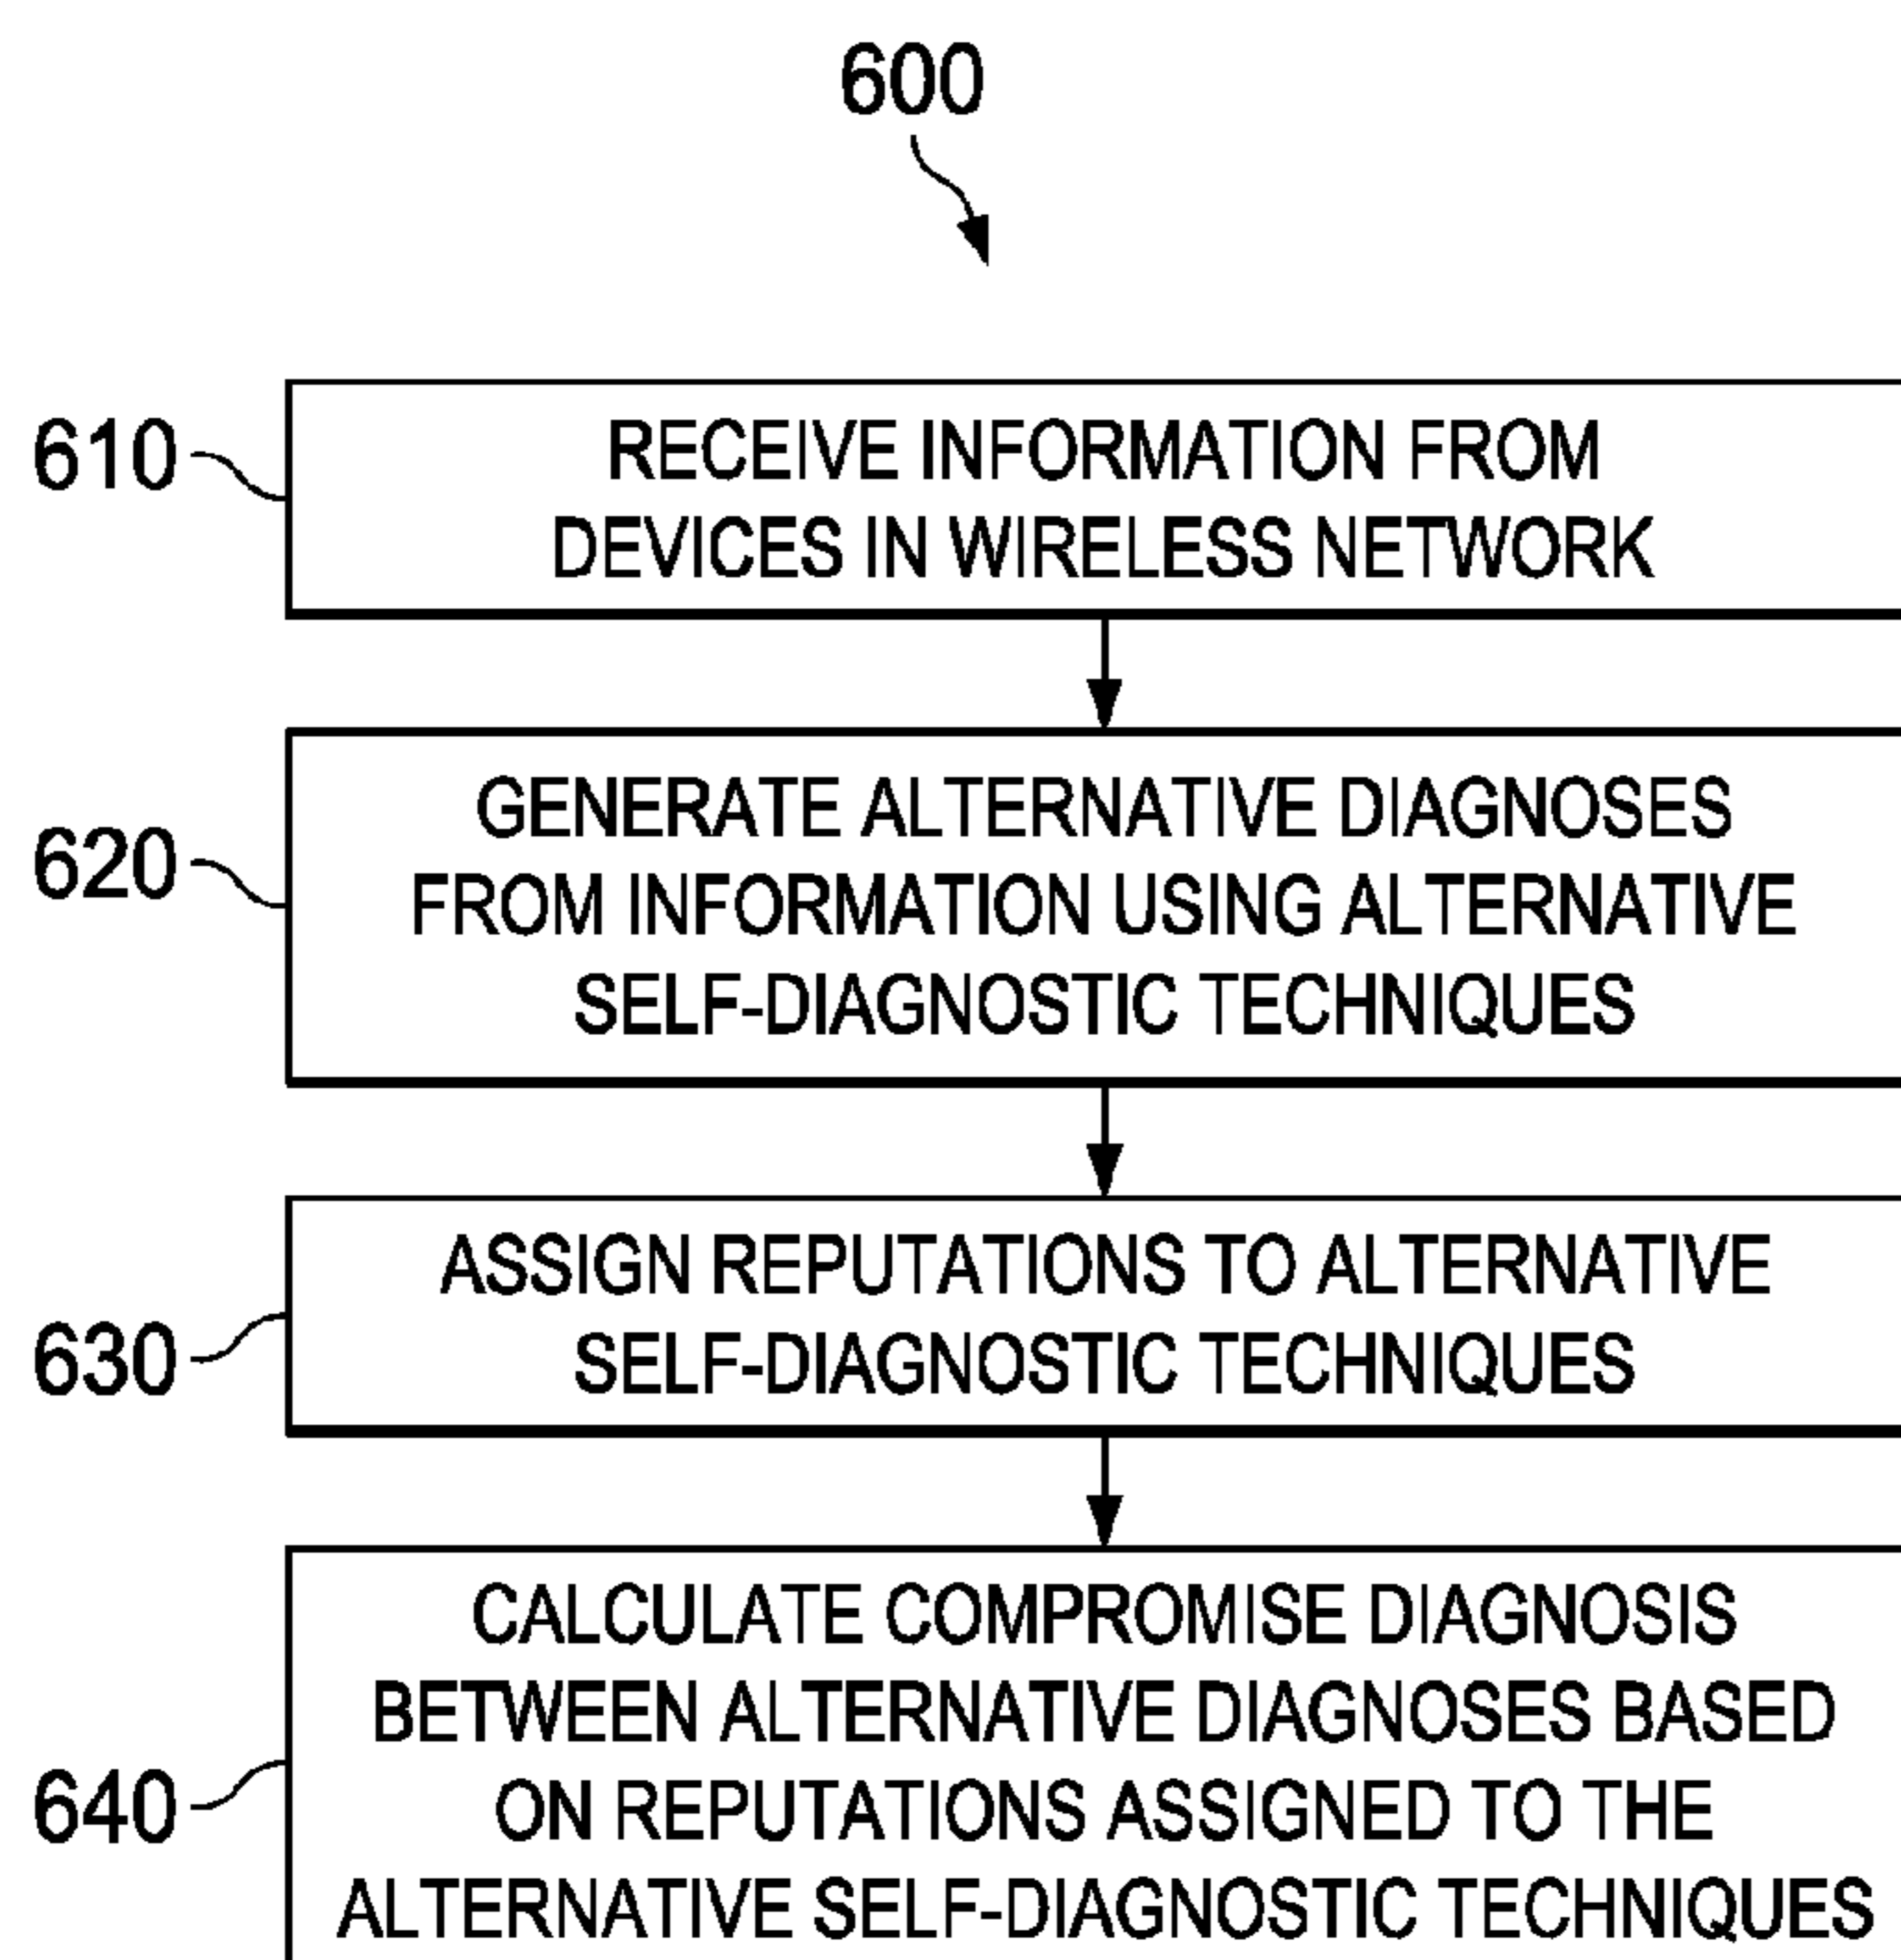 600
610
RECEIVE INFORMATION FROM
DEVICES IN WIRELESS NETWORK
620
GENERATE ALTERNATIVE DIAGNOSES
FROM INFORMATION USING ALTERNATIVE
SELF-DIAGNOSTIC TECHNIQUES
630
ASSIGN REPUTATIONS TO ALTERNATIVE
SELF-DIAGNOSTIC TECHNIQUES
640
CALCULATE COMPROMISE DIAGNOSIS
BETWEEN ALTERNATIVE DIAGNOSES BASED
ON REPUTATIONS ASSIGNED TO THE
ALTERNATIVE SELF-DIAGNOSTIC TECHNIQUES